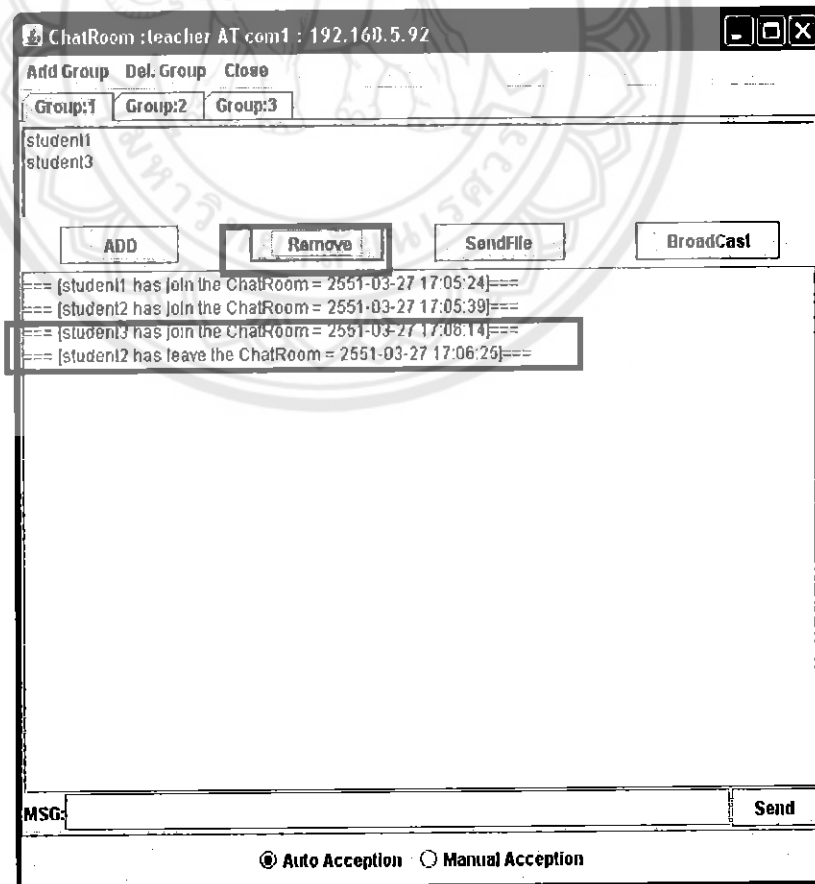 ChatRoom :teacher AT com1 : 192.168.5.92
Add Group Del. Group Close
Group:1 Group:2 Group:3
student1
student3
ADD Remove SendFile BroadCast
=== [student1 has join the ChatRoom = 2551-03-27 17:05:24]===
=== [student2 has join the ChatRoom = 2551-03-27 17:05:39]===
=== [student3 has join the ChatRoom = 2551-03-27 17:06:14]===
=== [student2 has leave the ChatRoom = 2551-03-27 17:06:25]===
MSG: Send
Auto Acception Manual Acception